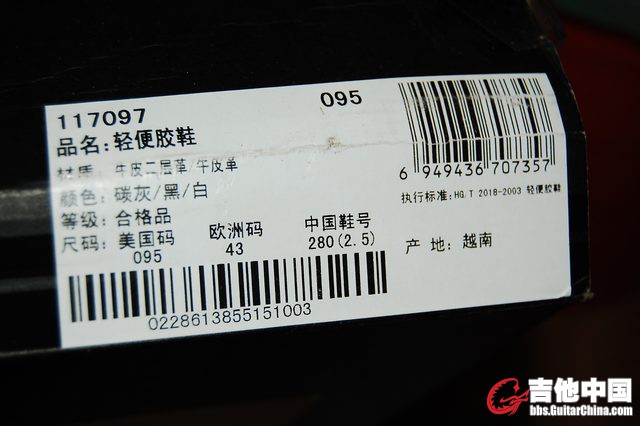 117097
095
品名: 轻便胶鞋
材质: 牛皮二层革/牛皮革
颜色: 碳灰/黑/白
等级: 合格品
尺码: 美国码 欧洲码 中国鞋号
095 43 280(2.5)
0228613855151003
6 949436 707357
执行标准: HG.T 2018-2003 轻便胶鞋
产 地: 越南
吉他中国
bbs.GuitarChina.com